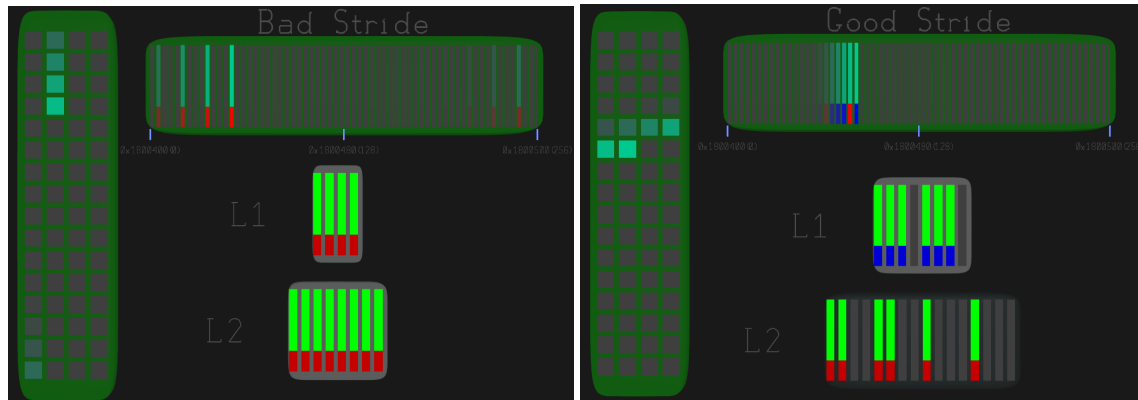 Bad Stride
0x1800400(0)
0x1800480(128)
0x1800500(256)
L1
L2
Good Stride
0x1800400(0)
0x1800480(128)
0x1800500(256
L1
L2